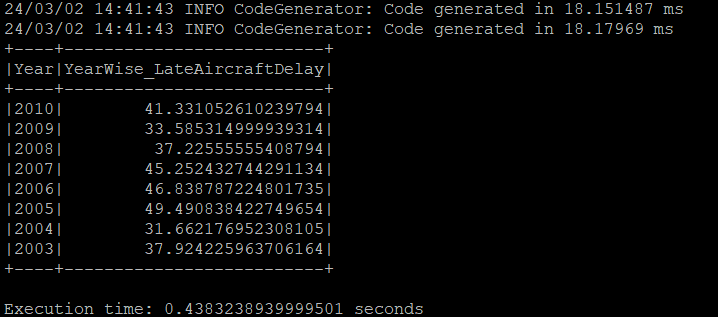 24/03/02 14:41:43 INFO CodeGenerator: Code generated in 18.151487 ms
24/03/02 14:41:43 INFO CodeGenerator: Code generated in 18.17969 ms
+----+--------------------------+
|Year|YearWise_LateAircraftDelay|
+----+--------------------------+
|2010|        41.331052610239794|
|2009|        33.585314999939314|
|2008|         37.22555555408794|
|2007|        45.252432744291134|
|2006|        46.838787224801735|
|2005|        49.490838422749654|
|2004|        31.662176952308105|
|2003|        37.924225963706164|
+----+--------------------------+
Execution time: 0.4383238939999501 seconds